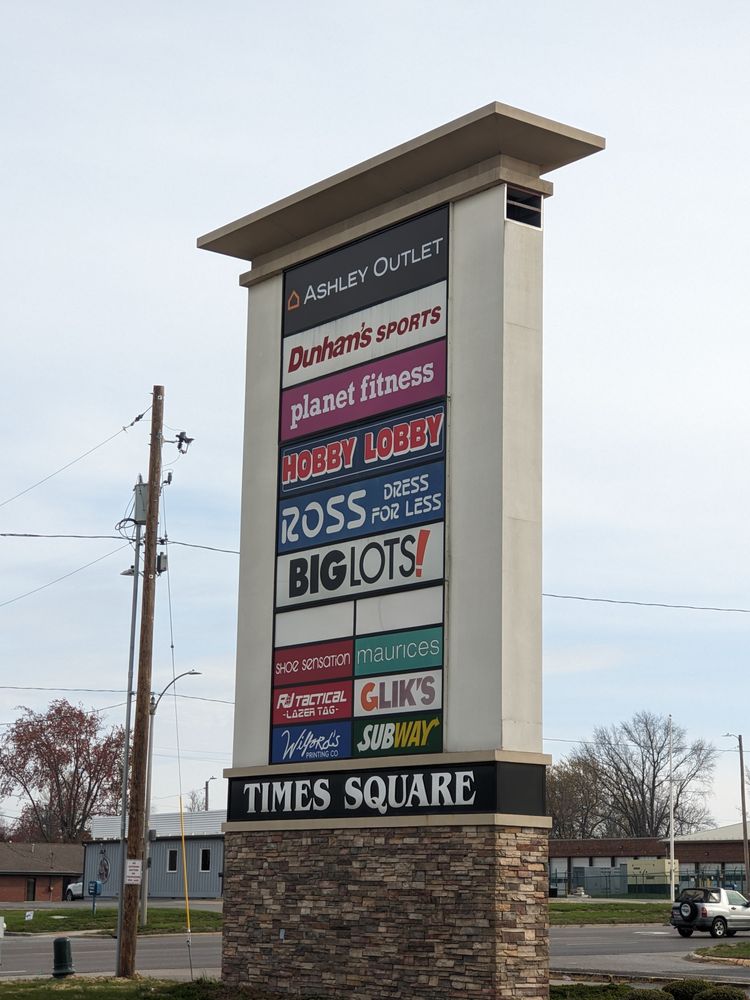 ASHLEY OUTLET
Dunham's SPORTS
planet fitness
HOBBY LOBBY
ROSS DRESS FOR LESS
BIG LOTS!
SHOE SENSATION
maurices
R&J TACTICAL
-LAZER TAG-
GLIK'S
Wilford's
PRINTING CO
SUBWAY
TIMES SQUARE